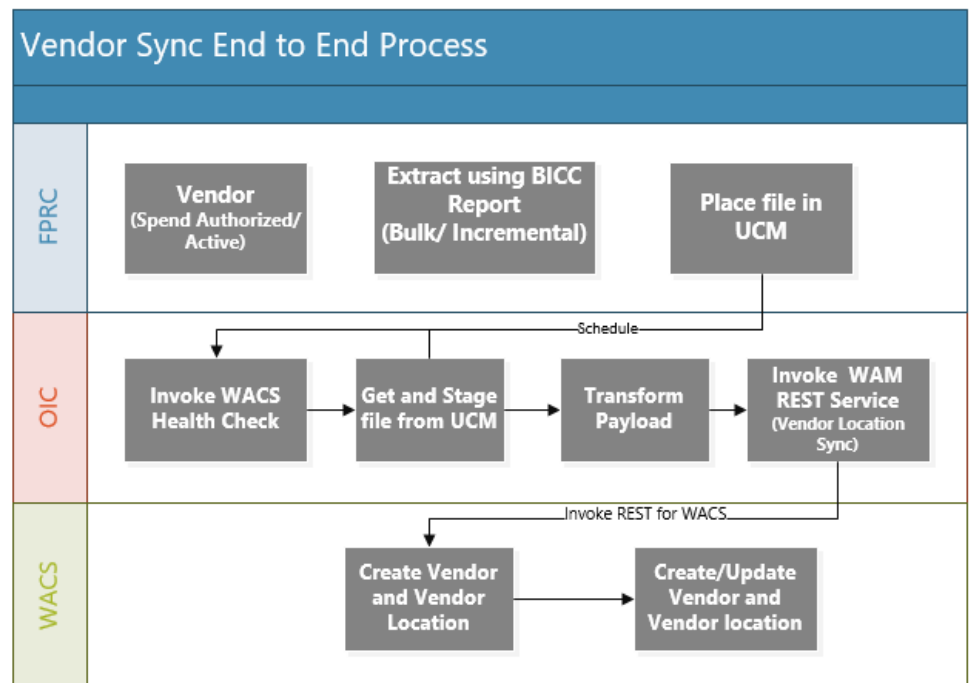 Vendor Sync End to End Process
FPRC
Vendor
(Spend Authorized/
Active)
Extract using BICC
Report
(Bulk/ Incremental)
Place file in
UCM
Schedule
OIC
Invoke WACS
Health Check
Get and Stage
file from UCM
Transform
Payload
Invoke WAM
REST Service
(Vendor Location
Sync)
Invoke REST for WACS
WACS
Create Vendor
and Vendor
Location
Create/Update
Vendor and
Vendor location